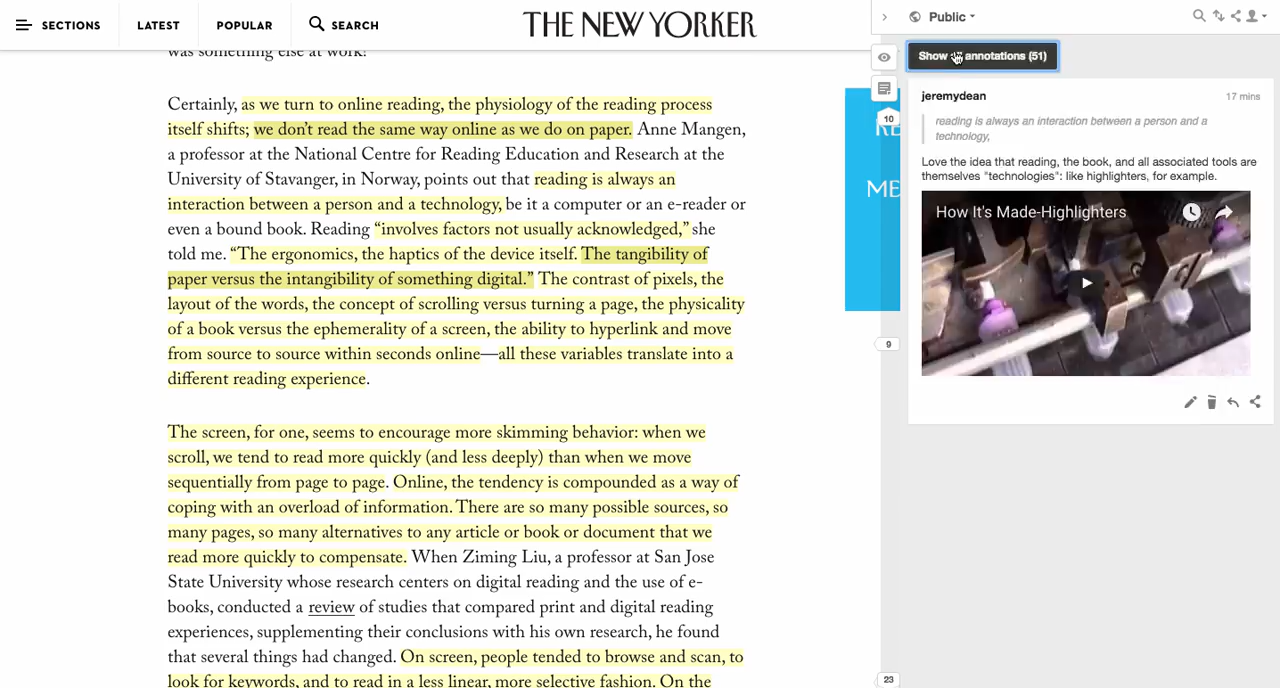 SECTIONS
LATEST
POPULAR
SEARCH
THE NEW YORKER
was something else at work?
Certainly, as we turn to online reading, the physiology of the reading process
itself shifts; we don't read the same way online as we do on paper. Anne Mangen,
a professor at the National Centre for Reading Education and Research at the
University of Stavanger, in Norway, points out that reading is always an
interaction between a person and a technology, be it a computer or an e-reader or
even a bound book. Reading “involves factors not usually acknowledged,” she
told me. “The ergonomics, the haptics of the device itself. The tangibility of
paper versus the intangibility of something digital.” The contrast of pixels, the
layout of the words, the concept of scrolling versus turning a page, the physicality
of a book versus the ephemerality of a screen, the ability to hyperlink and move
from source to source within seconds online—all these variables translate into a
different reading experience.
The screen, for one, seems to encourage more skimming behavior: when we
scroll, we tend to read more quickly (and less deeply) than when we move
sequentially from page to page. Online, the tendency is compounded as a way of
coping with an overload of information. There are so many possible sources, so
many pages, so many alternatives to any article or book or document that we
read more quickly to compensate. When Ziming Liu, a professor at San Jose
State University whose research centers on digital reading and the use of e-
books, conducted a review of studies that compared print and digital reading
experiences, supplementing their conclusions with his own research, he found
that several things had changed. On screen, people tended to browse and scan, to
look for keywords, and to read in a less linear, more selective fashion. On the
ME
10
9
23
Public
Show annotations (51)
jeremydean
17 mins
reading is always an interaction between a person and a
technology,
Love the idea that reading, the book, and all associated tools are
themselves "technologies": like highlighters, for example.
How It's Made-Highlighters